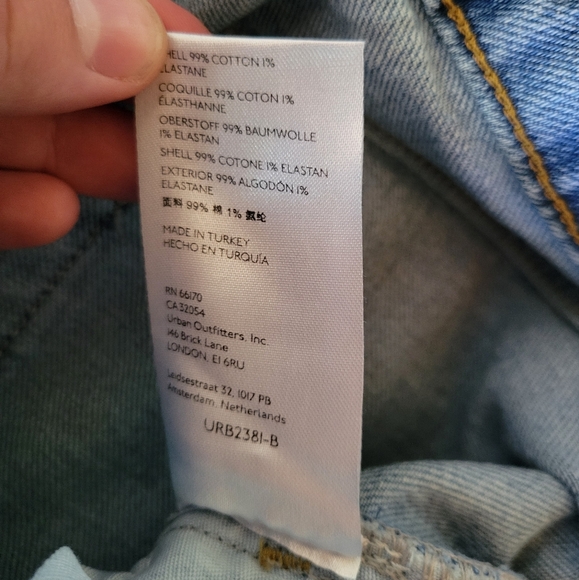 HELL 99% COTTON 1%
ELASTANE
COQUILLE 99% COTON 1%
ÉLASTHANNE
OBERSTOFF 99% BAUMWOLLE
1% ELASTAN
SHELL 99% COTONE 1% ELASTAN
EXTERIOR 99% ALGODÓN 1%
ELASTANE
面料 99% 棉 1% 氨纶
MADE IN TURKEY
HECHO EN TURQUÍA
RN 66170
CA 32054
Urban Outfitters, Inc.
146 Brick Lane
LONDON, E1 6RU
Leidsestraat 32, 1017 PB
Amsterdam, Netherlands
URB2381-B